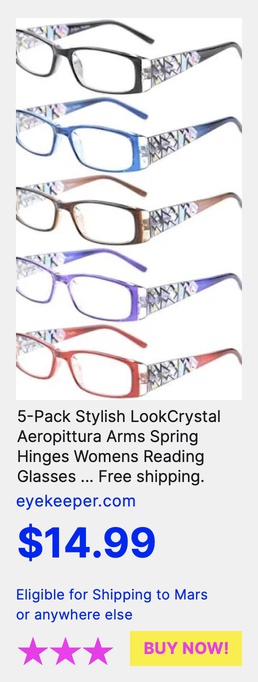 5-Pack Stylish LookCrystal
Aeropittura Arms Spring
Hinges Womens Reading
Glasses ... Free shipping.
eyekeeper.com
$14.99
Eligible for Shipping to Mars
or anywhere else
BUY NOW!